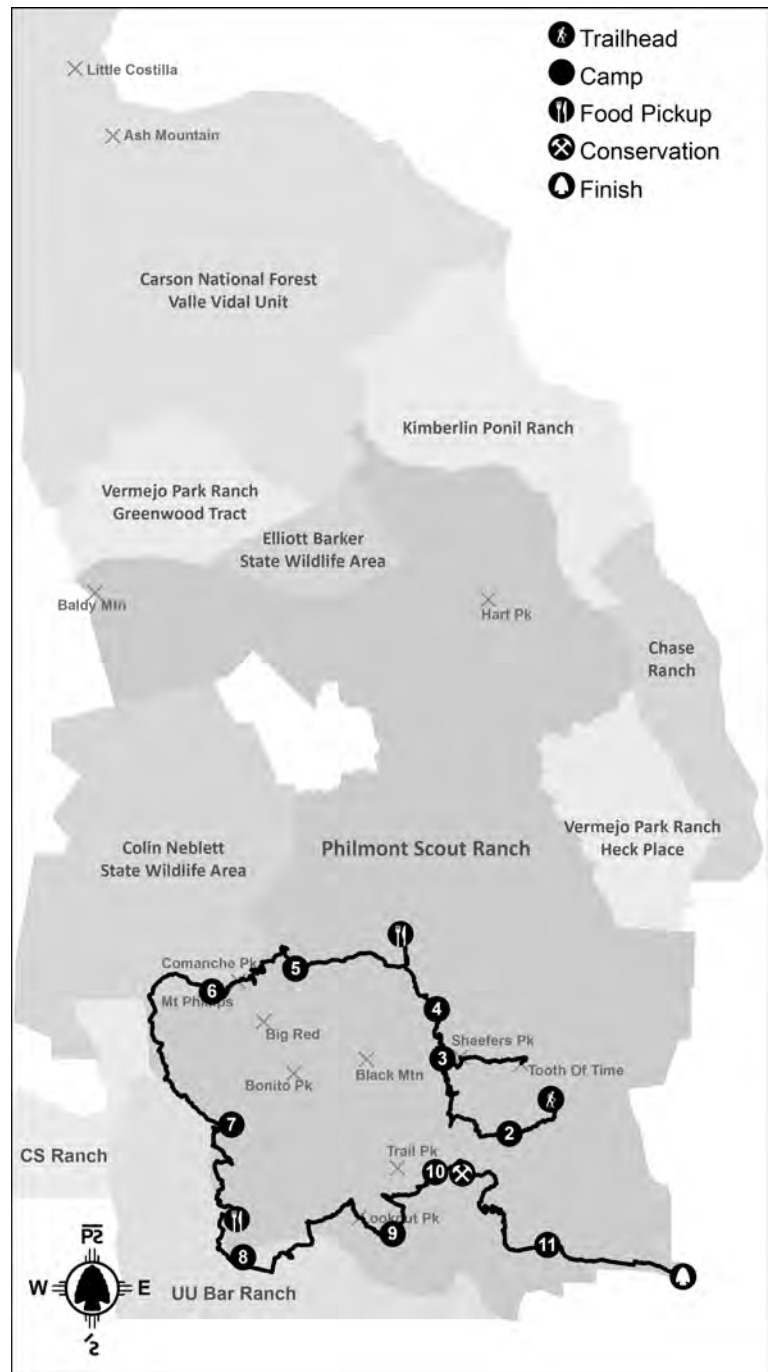 Little Costilla
Ash Mountain
Trailhead
Camp
Food Pickup
Conservation
Finish
Carson National Forest
Valle Vidal Unit
Kimberlin Ponil Ranch
Vermejo Park Ranch
Greenwood Tract
Elliott Barker
State Wildlife Area
Baldy Mtn
Hart Pk
Chase
Ranch
Colin Neblett
State Wildlife Area
Philmont Scout Ranch
Vermejo Park Ranch
Heck Place
Comanche Pk
5
6
Mt Phillips
4
Big Red
Shaefers Pk
3
Black Mtn
Tooth Of Time
Bonito Pk
7
2
CS Ranch
Trail Pk
10
Lookout Pk
9
11
8
W
E
UU Bar Ranch